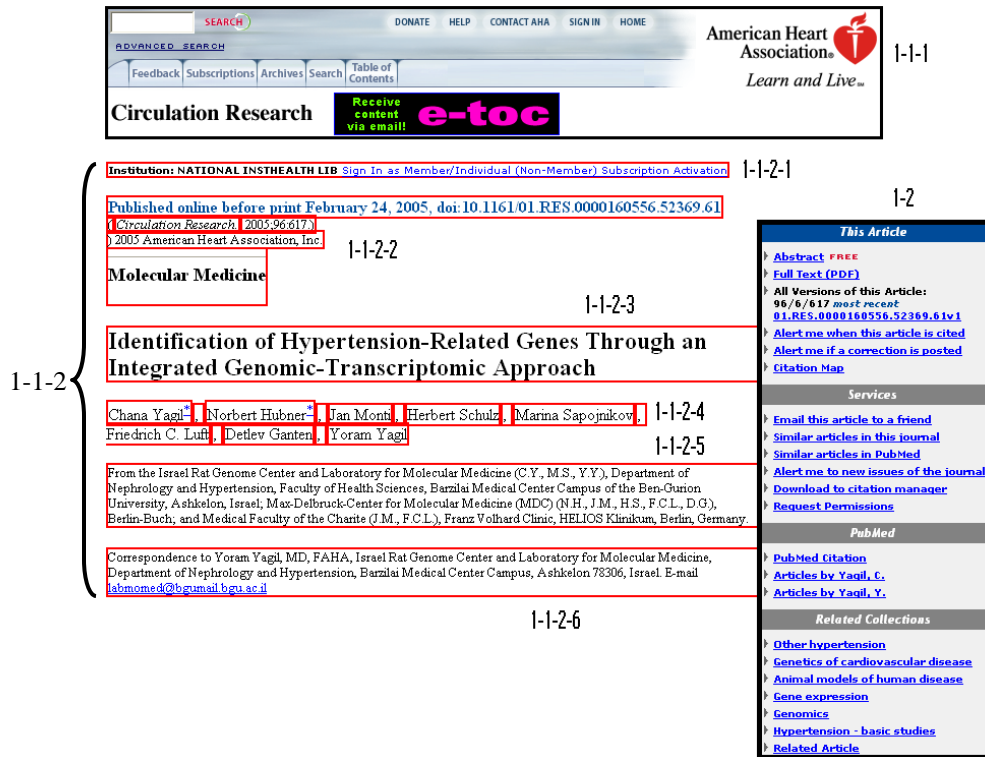 SEARCH
DONATE HELP CONTACT AHA SIGN IN HOME
ADVANCED SEARCH
Feedback Subscriptions Archives Search Table of Contents
American Heart
Association®
Learn and Live℠
1-1-1
Circulation Research
Receive
content
via email!
e-toc
Institution: NATIONAL INSTHEALTH LIB Sign In as Member/Individual (Non-Member) Subscription Activation
1-1-2-1
Published online before print February 24, 2005, doi:10.1161/01.RES.0000160556.52369.61
(Circulation Research. 2005;96:617.)
) 2005 American Heart Association, Inc.
1-1-2-2
Molecular Medicine
1-1-2-3
Identification of Hypertension-Related Genes Through an
Integrated Genomic-Transcriptomic Approach
1-1-2
Chana Yagil*, Norbert Hubner*, Jan Monti, Herbert Schulz, Marina Sapojnikov,
1-1-2-4
Friedrich C. Luft, Detlev Ganten, Yoram Yagil
1-1-2-5
From the Israel Rat Genome Center and Laboratory for Molecular Medicine (C.Y., M.S., Y.Y.), Department of
Nephrology and Hypertension, Faculty of Health Sciences, Barzilai Medical Center Campus of the Ben-Gurion
University, Ashkelon, Israel; Max-Delbruck-Center for Molecular Medicine (MDC) (N.H., J.M., H.S., F.C.L., D.G.),
Berlin-Buch; and Medical Faculty of the Charite (J.M., F.C.L.), Franz Volhard Clinic, HELIOS Klinikum, Berlin, Germany.
Correspondence to Yoram Yagil, MD, FAHA, Israel Rat Genome Center and Laboratory for Molecular Medicine,
Department of Nephrology and Hypertension, Barzilai Medical Center Campus, Ashkelon 78306, Israel. E-mail
labmomed@bgumail.bgu.ac.il
1-1-2-6
1-2
This Article
Abstract FREE
Full Text (PDF)
All Versions of this Article:
96/6/617 most recent
01.RES.0000160556.52369.61v1
Alert me when this article is cited
Alert me if a correction is posted
Citation Map
Services
Email this article to a friend
Similar articles in this journal
Similar articles in PubMed
Alert me to new issues of the journal
Download to citation manager
Request Permissions
PubMed
PubMed Citation
Articles by Yagil, C.
Articles by Yagil, Y.
Related Collections
Other hypertension
Genetics of cardiovascular disease
Animal models of human disease
Gene expression
Genomics
Hypertension - basic studies
Related Article